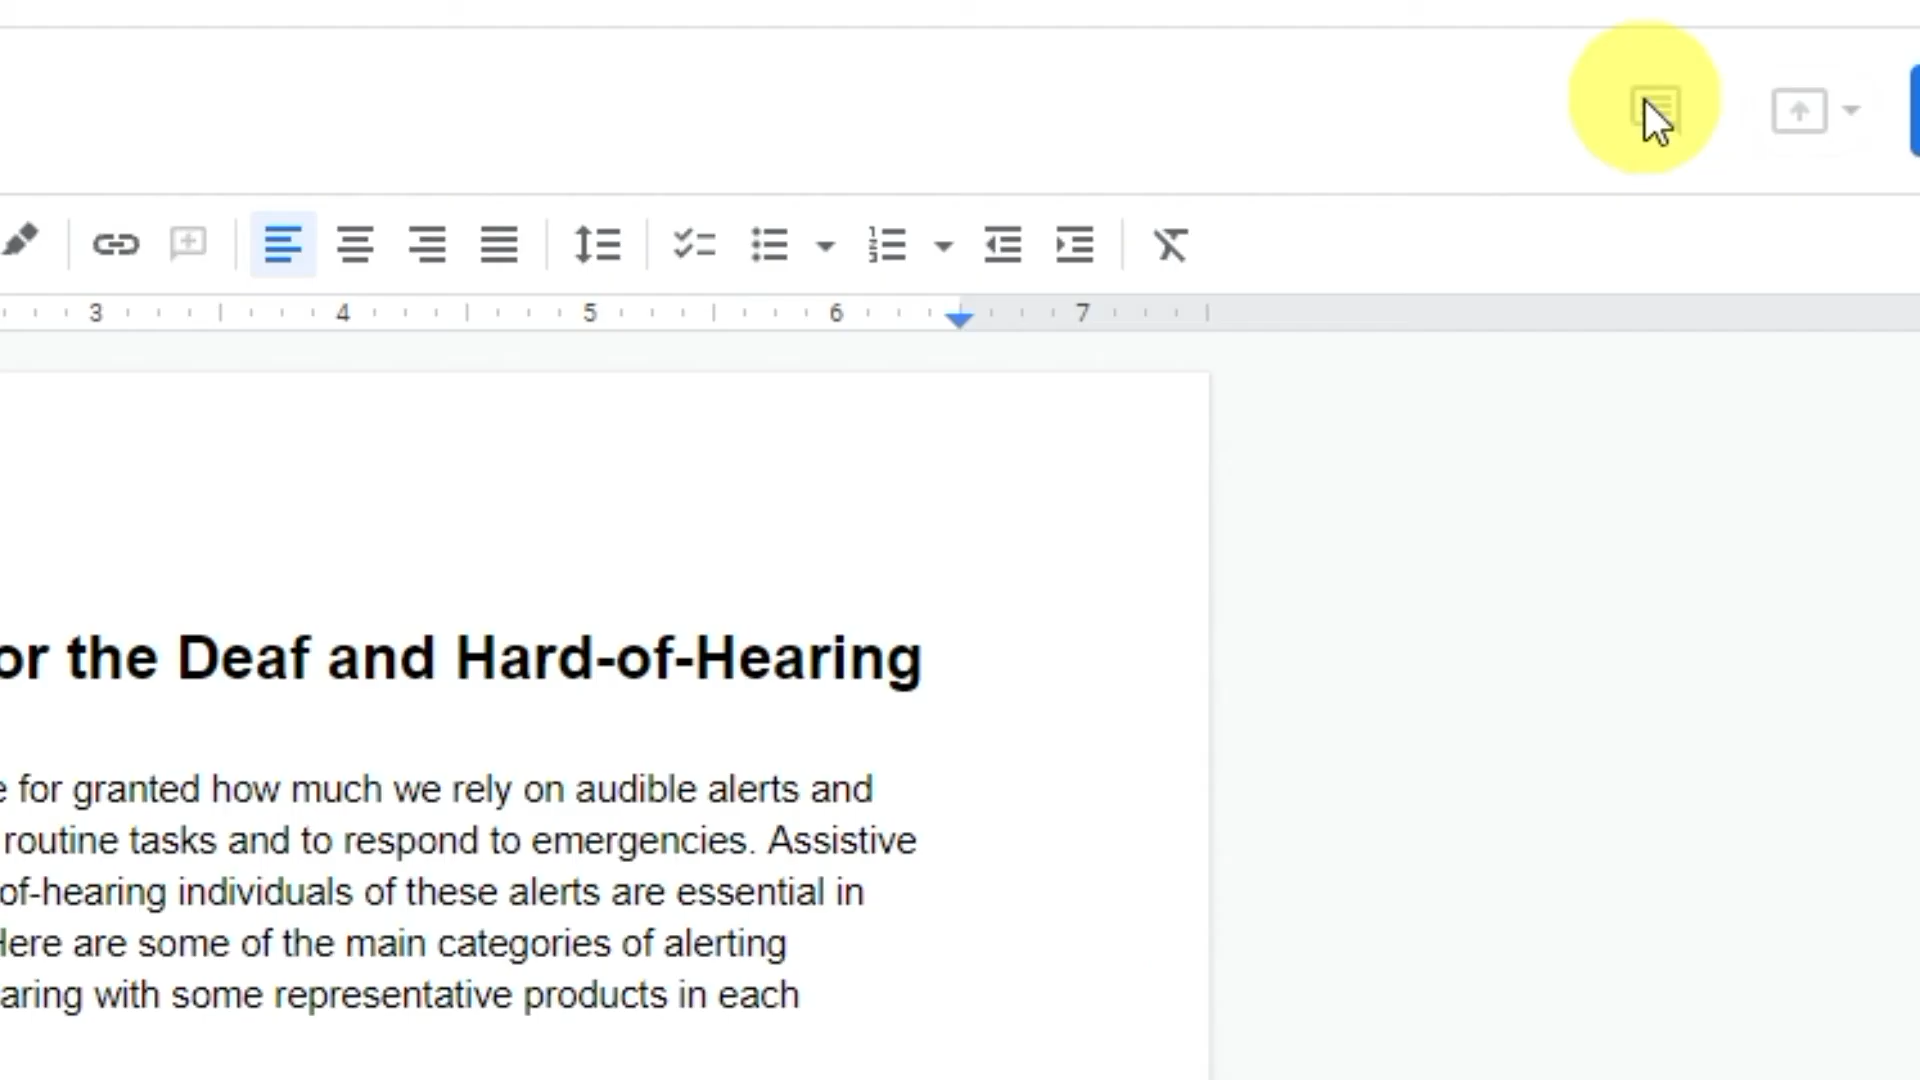 3 4 5 6 7
or the Deaf and Hard-of-Hearing
e for granted how much we rely on audible alerts and
routine tasks and to respond to emergencies. Assistive
of-hearing individuals of these alerts are essential in
Here are some of the main categories of alerting
aring with some representative products in each